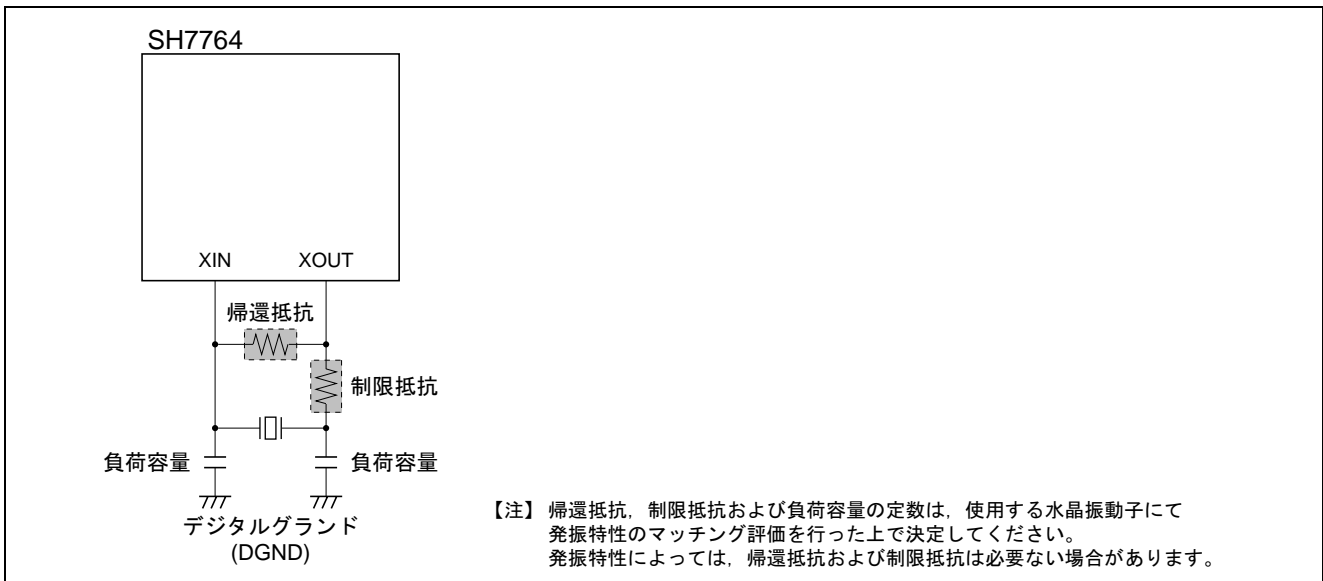 SH7764
XIN XOUT
帰還抵抗
制限抵抗
負荷容量 負荷容量
デジタルグランド
(DGND)
【注】 帰還抵抗，制限抵抗および負荷容量の定数は，使用する水晶振動子にて
発振特性のマッチング評価を行った上で決定してください。
発振特性によっては，帰還抵抗および制限抵抗は必要ない場合があります。